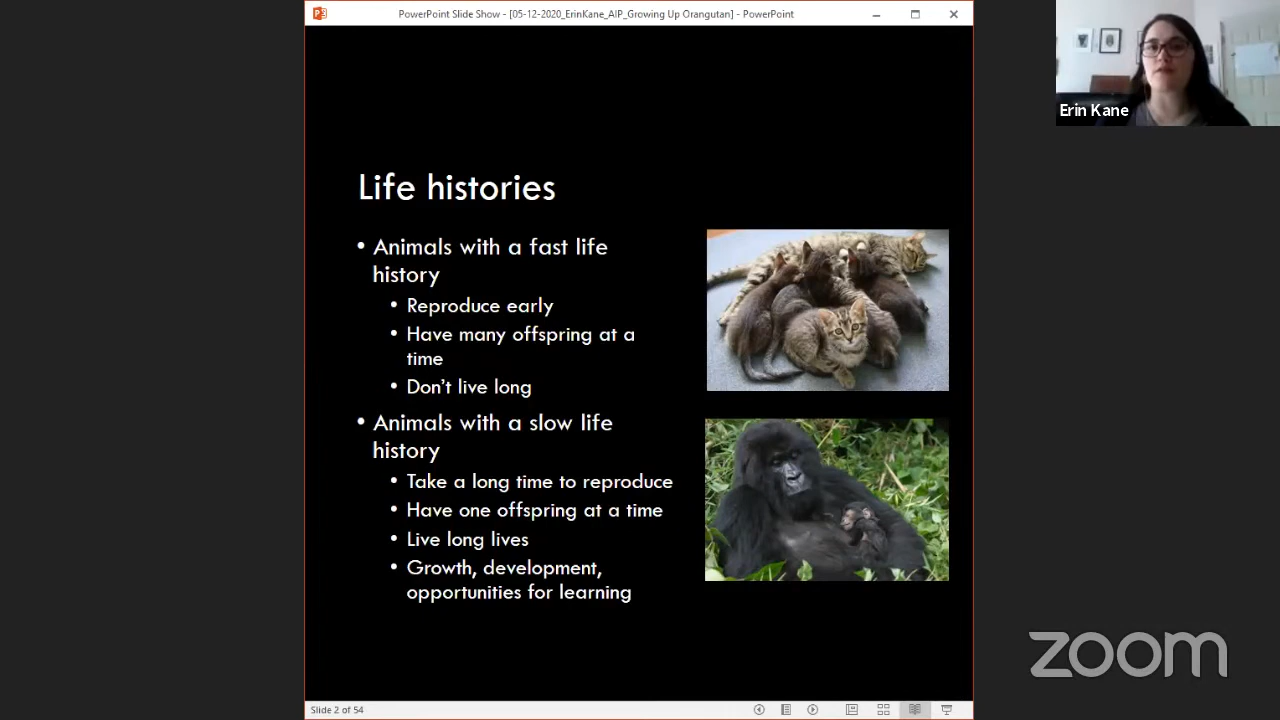 PowerPoint Slide Show - [05-12-2020_ErinKane_AIP_Growing Up Orangutan] - PowerPoint
Erin Kane
Life histories
• Animals with a fast life
history
• Reproduce early
• Have many offspring at a
time
• Don't live long
• Animals with a slow life
history
• Take a long time to reproduce
• Have one offspring at a time
• Live long lives
• Growth, development,
opportunities for learning
zoom
Slide 2 of 54